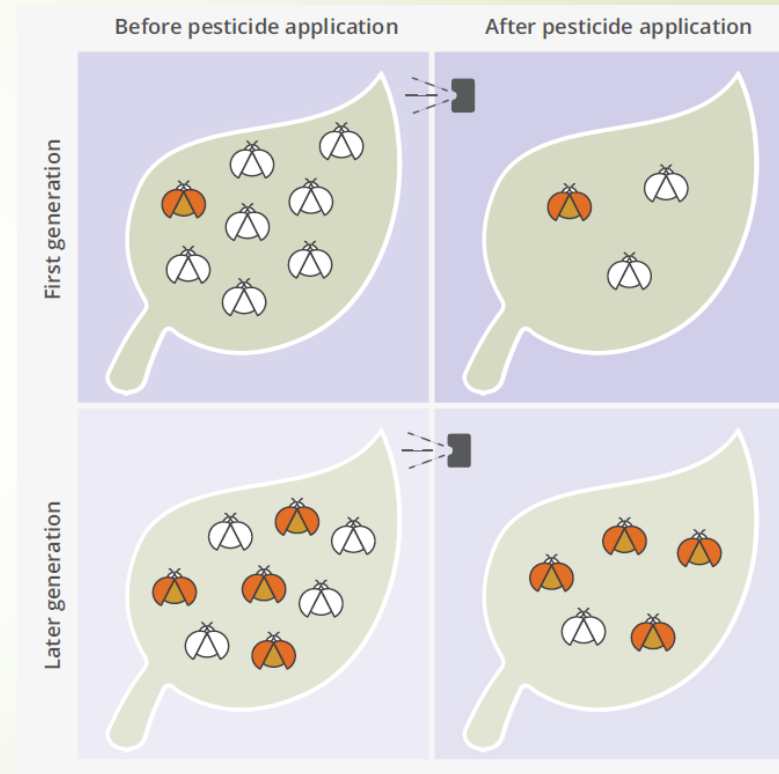 Before pesticide application
After pesticide application
First generation
Later generation